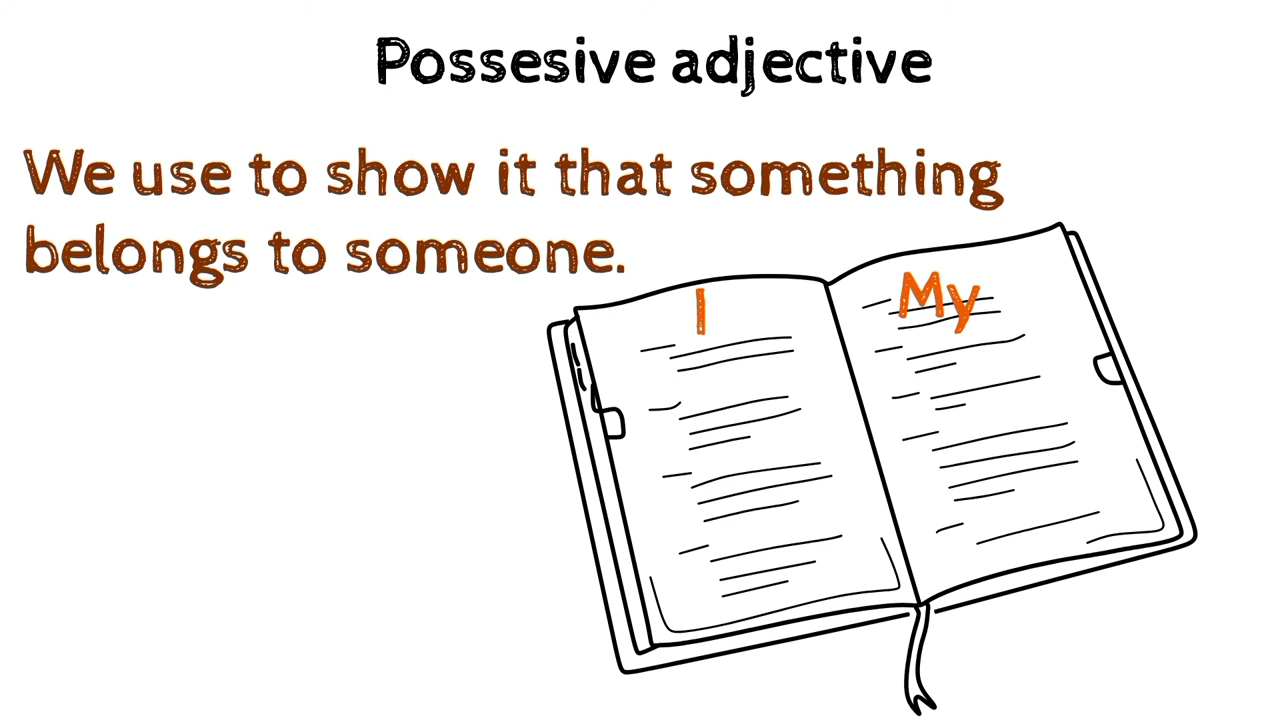 Possesive adjective
We use to show it that something
belongs to someone.
I
My